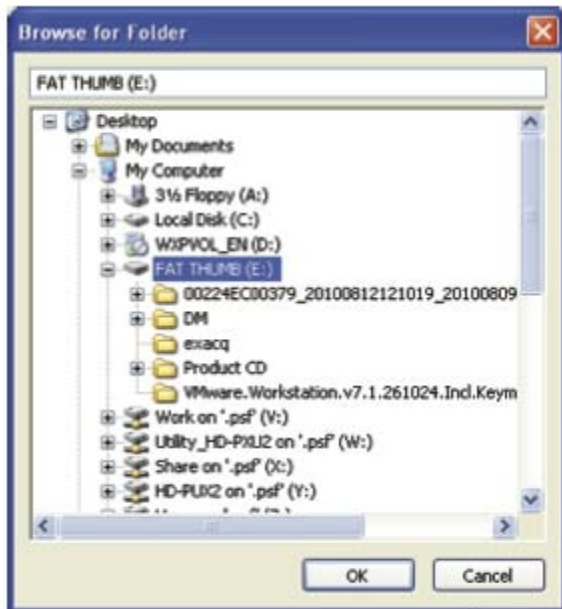 Browse for Folder
FAT THUMB (E:)
Desktop
My Documents
My Computer
3½ Floppy (A:)
Local Disk (C:)
WXPVOL_EN (D:)
FAT THUMB (E:)
00224EC00379_20100812121019_20100809
DM
exacq
Product CD
VMware.Workstation.v7.1.261024.Incl.Keym
Work on '.psf' (V:)
Utility_HD-PXU2 on '.psf' (W:)
Share on '.psf' (X:)
HD-PUX2 on '.psf' (Y:)
OK Cancel